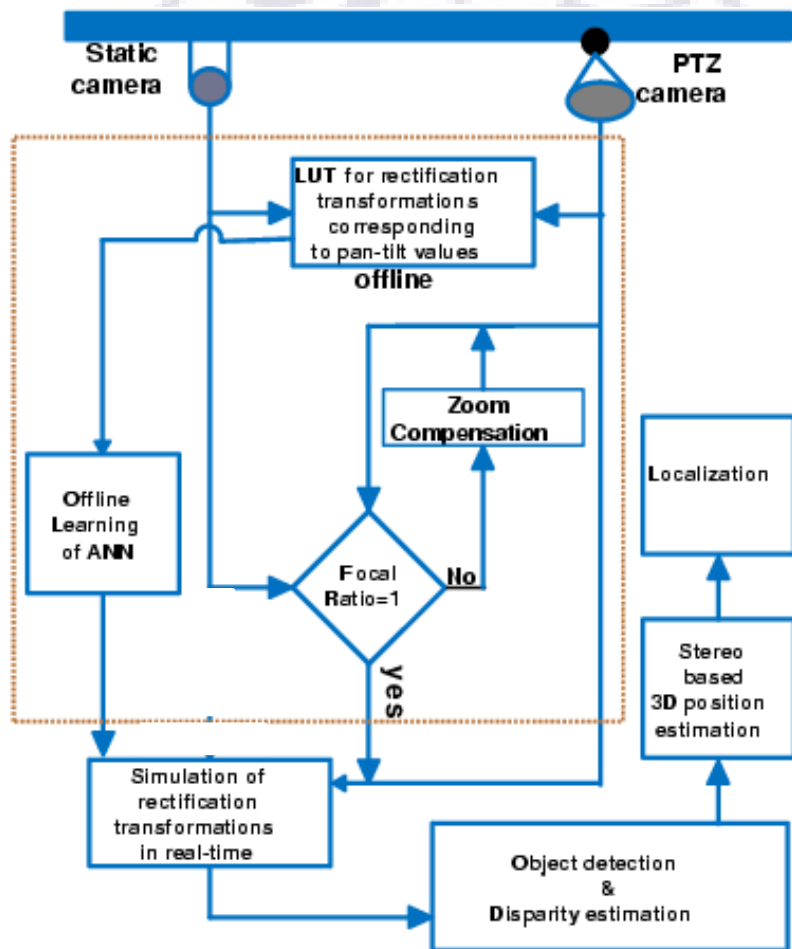 Static
camera
PTZ
camera
LUT for rectification
transformations
corresponding
to pan-tilt values
offline
Zoom
Compensation
Localization
Offline
Learning
of ANN
Focal
Ratio=1
No
yes
Stereo
based
3D position
estimation
Simulation of
rectification
transformations
in real-time
Object detection
&
Disparity estimation